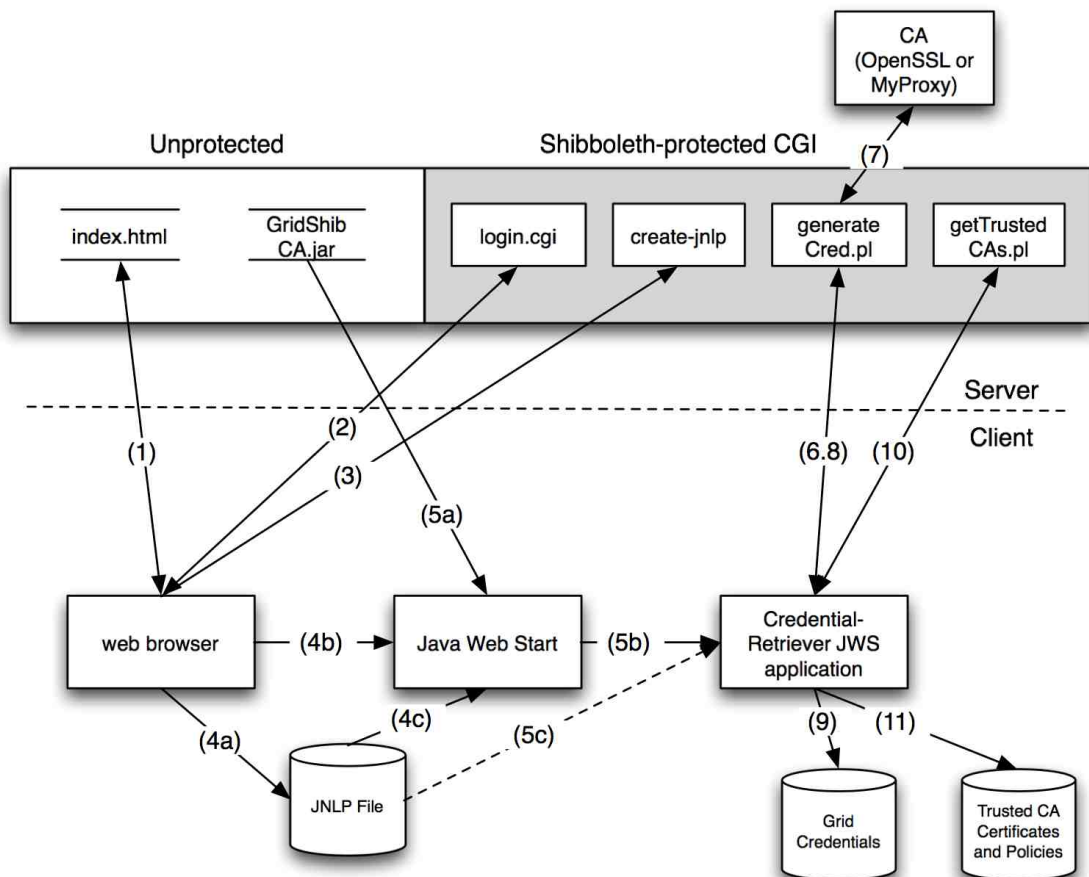 CA
(OpenSSL or
MyProxy)
Unprotected
Shibboleth-protected CGI
(7)
index.html
GridShib
CA.jar
login.cgi
create-jnlp
generate
Cred.pl
getTrusted
CAs.pl
Server
Client
(1)
(2)
(3)
(5a)
(6.8)
(10)
web browser
(4b)
Java Web Start
(5b)
Credential-
Retriever JWS
application
(4a)
(4c)
(5c)
(9)
(11)
JNLP File
Grid
Credentials
Trusted CA
Certificates
and Policies